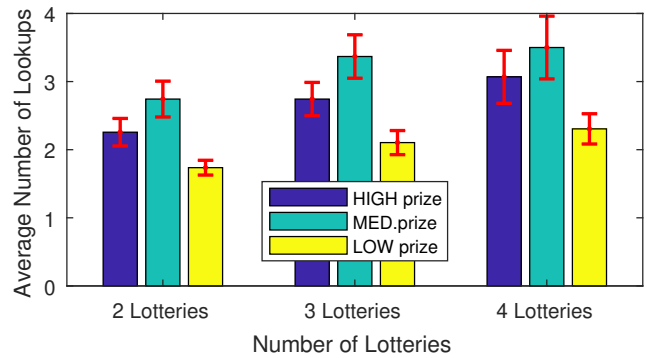 4
3
2
1
0
Average Number of Lookups
HIGH prize
MED.prize
LOW prize
2 Lotteries
3 Lotteries
4 Lotteries
Number of Lotteries